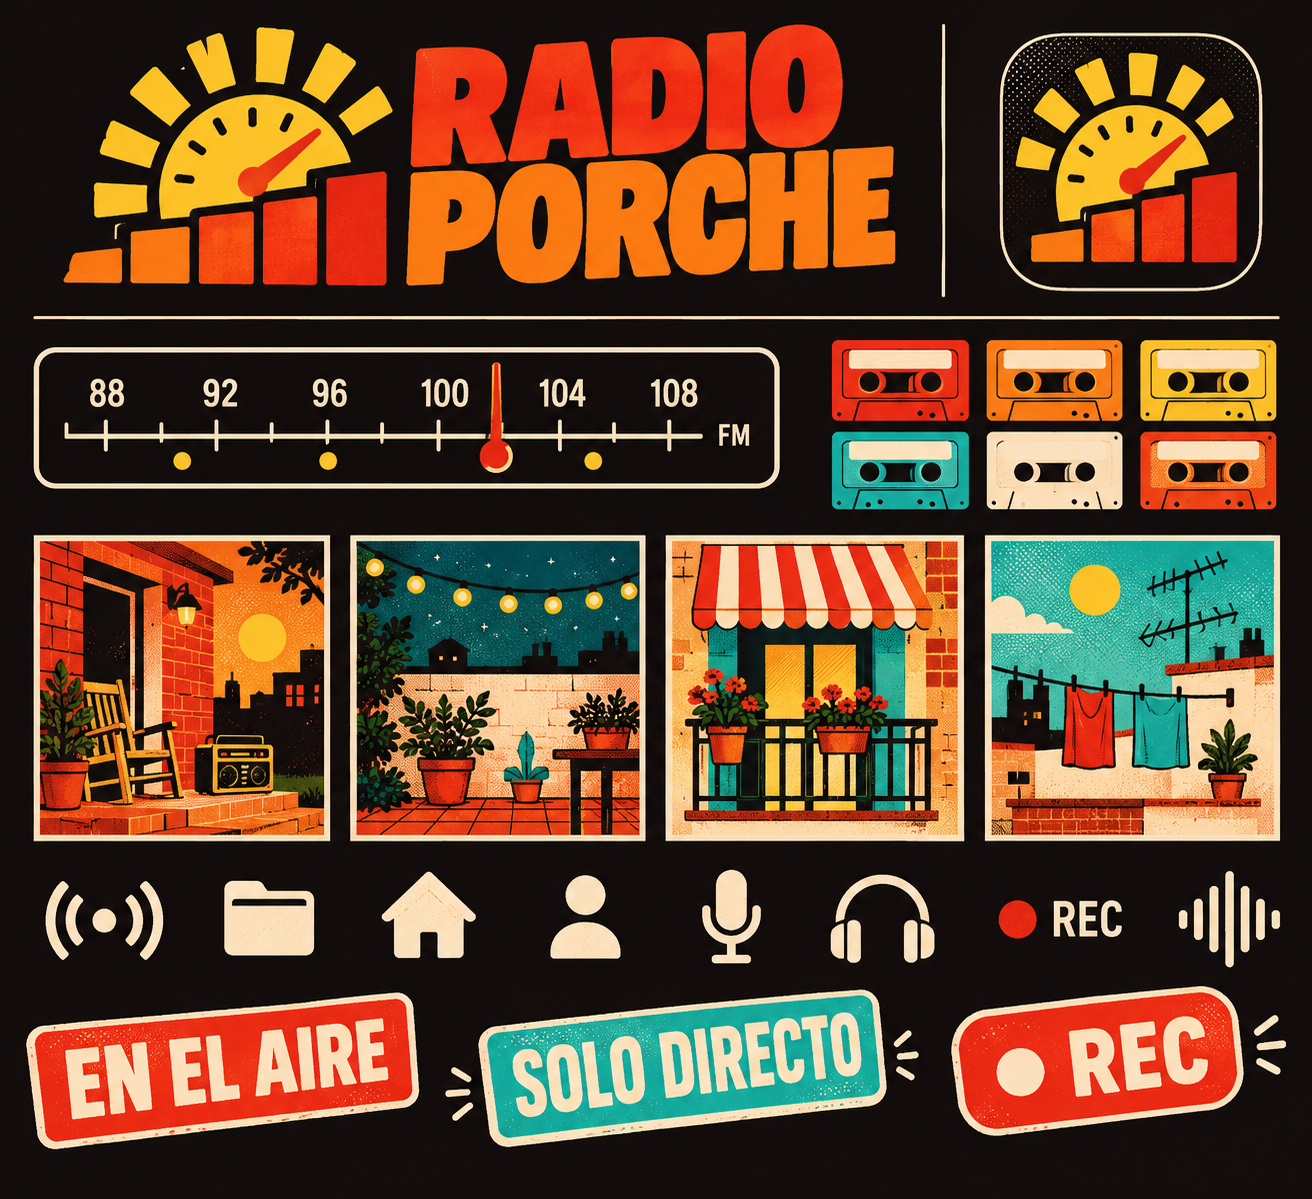 RADIO
PORCHE
88 92 96 100 104 108 FM
REC
EN EL AIRE
SOLO DIRECTO
REC